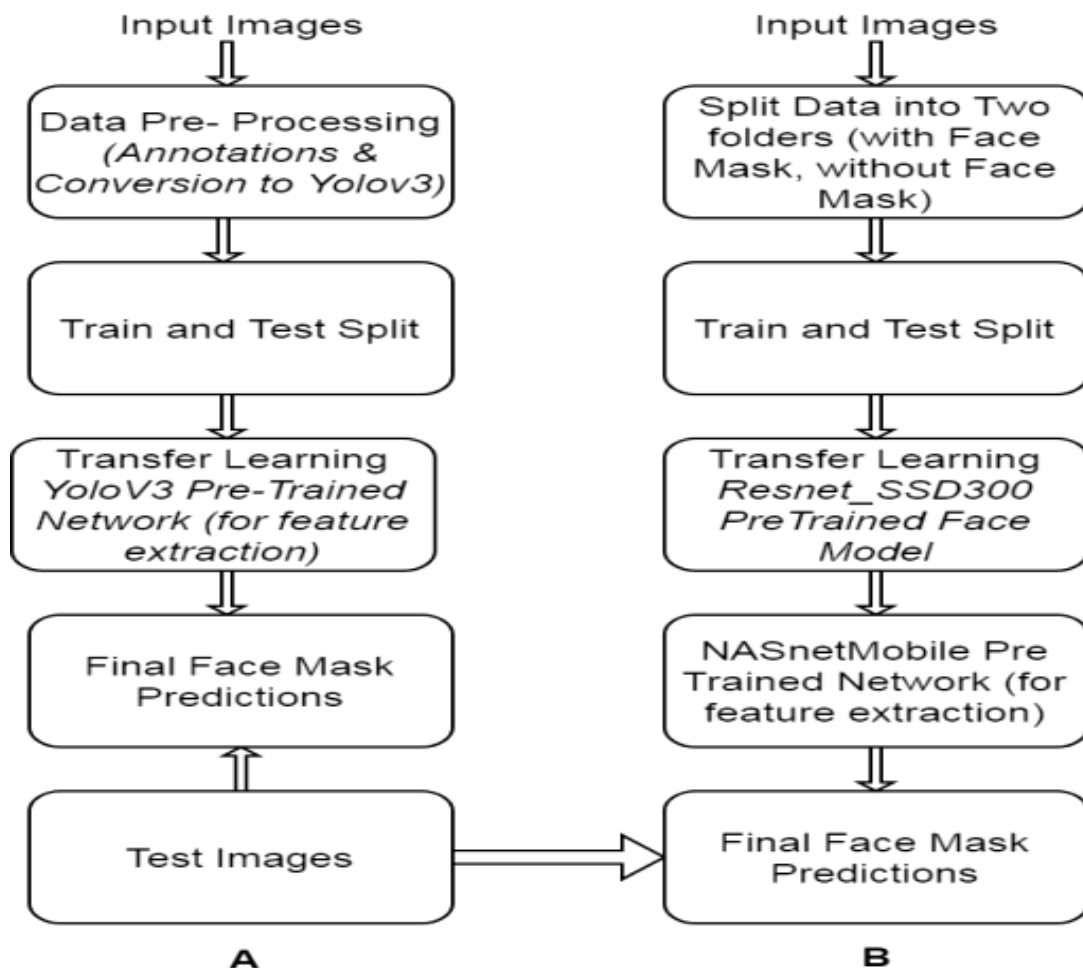 Input Images
Data Pre- Processing
(Annotations &
Conversion to Yolov3)
Train and Test Split
Transfer Learning
YoloV3 Pre-Trained
Network (for feature
extraction)
Final Face Mask
Predictions
Test Images
A
Input Images
Split Data into Two
folders (with Face
Mask, without Face
Mask)
Train and Test Split
Transfer Learning
Resnet_SSD300
PreTrained Face
Model
NASnetMobile Pre
Trained Network (for
feature extraction)
Final Face Mask
Predictions
B